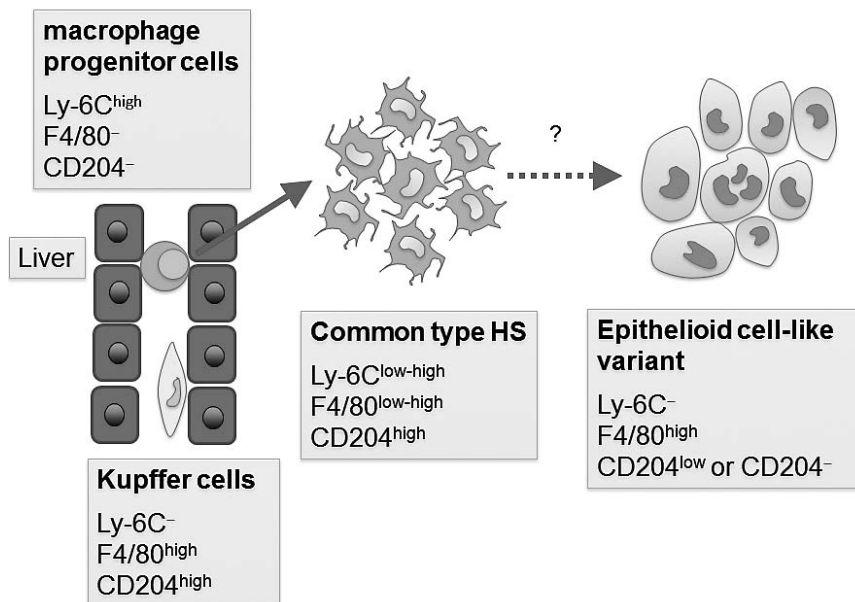 macrophage
progenitor cells
Ly-6Chigh
F4/80–
CD204–
Liver
Kupffer cells
Ly-6C–
F4/80high
CD204high
Common type HS
Ly-6Clow-high
F4/80low-high
CD204high
?
Epithelioid cell-like
variant
Ly-6C–
F4/80high
CD204low or CD204–